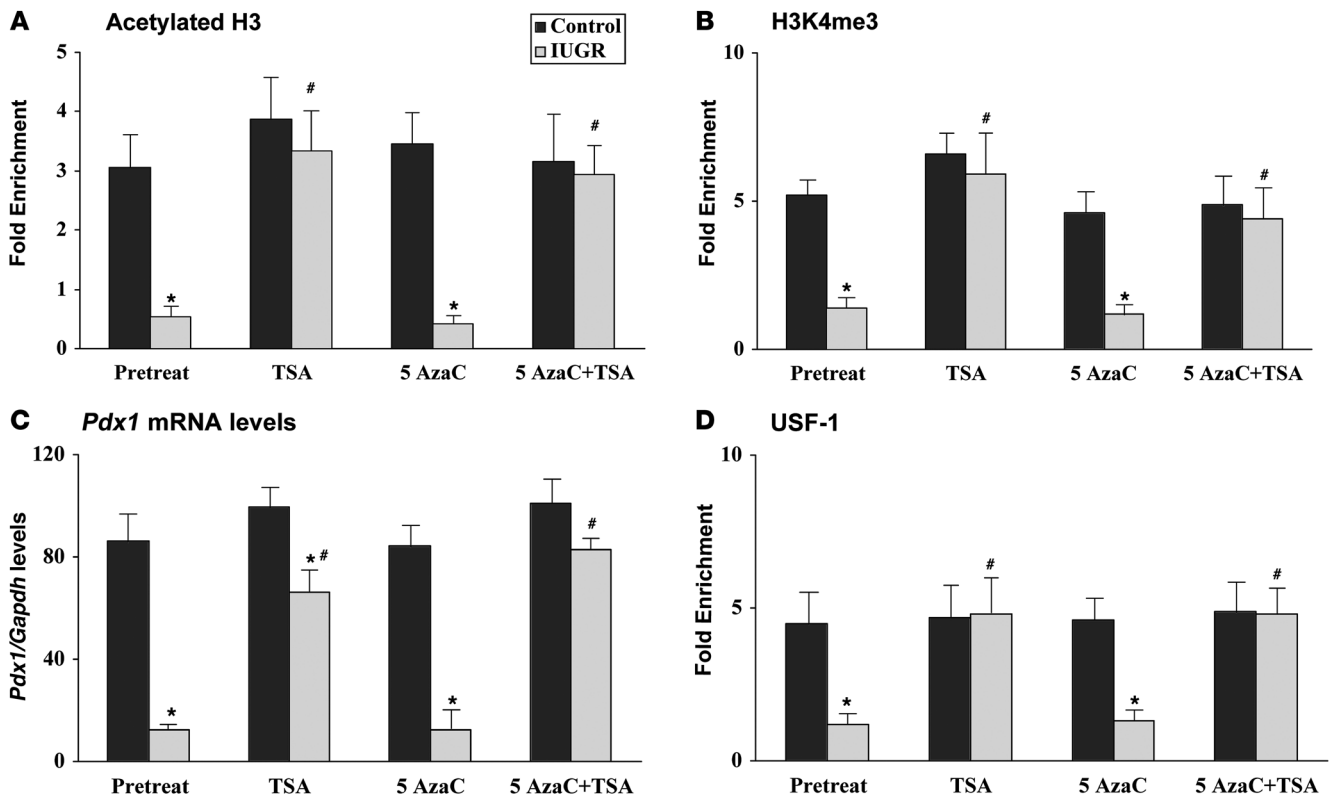 A Acetylated H3
Control
IUGR
Fold Enrichment
5
4
3
2
1
0
* # * #
Pretreat TSA 5 AzaC 5 AzaC+TSA
B H3K4me3
Fold Enrichment
10
5
0
* # * #
Pretreat TSA 5 AzaC 5 AzaC+TSA
C Pdx1 mRNA levels
Pdx1/Gapdh levels
120
80
40
0
* * # * #
Pretreat TSA 5 AzaC 5 AzaC+TSA
D USF-1
Fold Enrichment
10
5
0
* # * #
Pretreat TSA 5 AzaC 5 AzaC+TSA